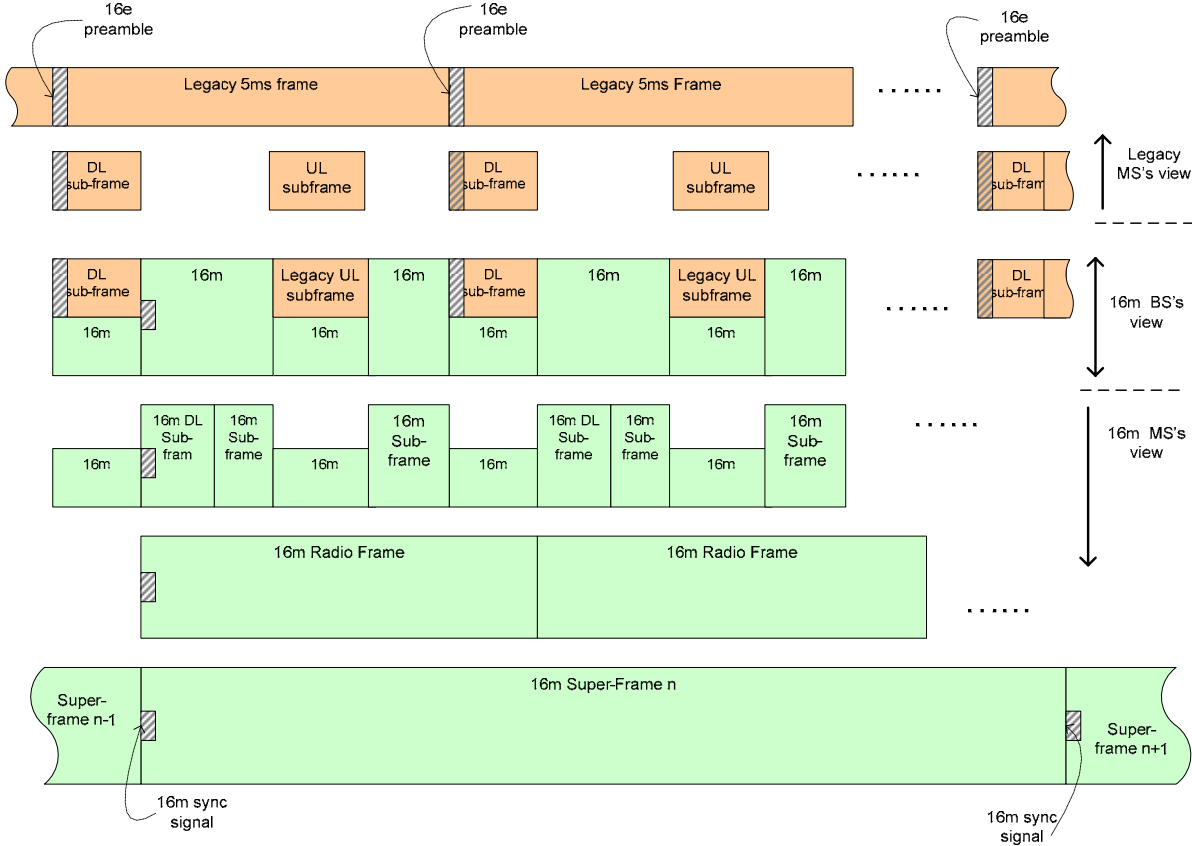 16e
preamble
16e
preamble
16e
preamble
Legacy 5ms frame
Legacy 5ms Frame
DL
sub-frame
UL
subframe
DL
sub-frame
UL
subframe
DL
sub-fram
Legacy
MS's view
DL
sub-frame
16m
Legacy UL
subframe
16m
DL
sub-frame
16m
Legacy UL
subframe
16m
DL
sub-frame
16m
16m
16m
16m
16m BS's
view
16m
16m DL
Sub-
fram
16m
Sub-
frame
16m
16m
Sub-
frame
16m
16m DL
Sub-
frame
16m
Sub-
frame
16m
16m
Sub-
frame
16m MS's
view
16m Radio Frame
16m Radio Frame
Super-
frame n-1
16m Super-Frame n
Super-
frame n+1
16m sync
signal
16m sync
signal